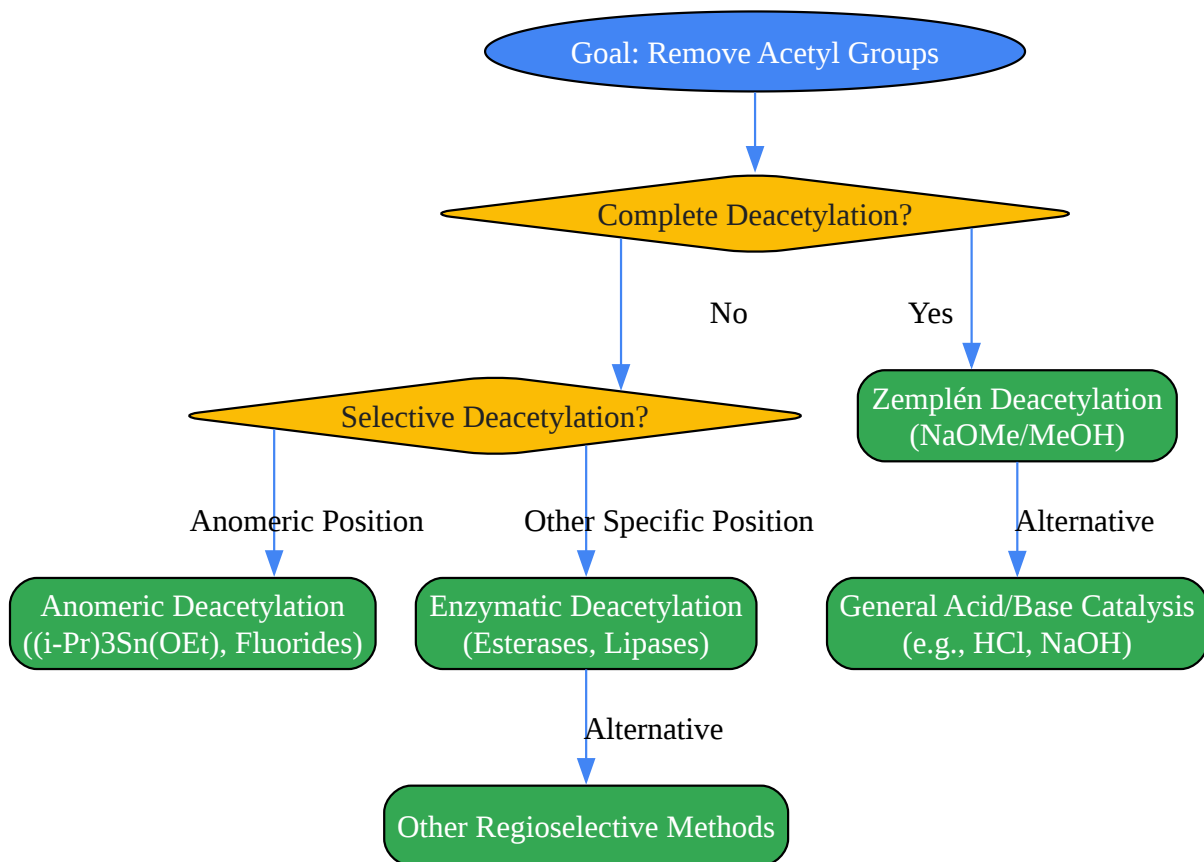 Goal: Remove Acetyl Groups
Complete Deacetylation?
No
Yes
Selective Deacetylation?
Zemplén Deacetylation
(NaOMe/MeOH)
Anomeric Position
Other Specific Position
Alternative
Anomeric Deacetylation
((i-Pr)3Sn(OEt), Fluorides)
Enzymatic Deacetylation
(Esterases, Lipases)
General Acid/Base Catalysis
(e.g., HCl, NaOH)
Alternative
Other Regioselective Methods